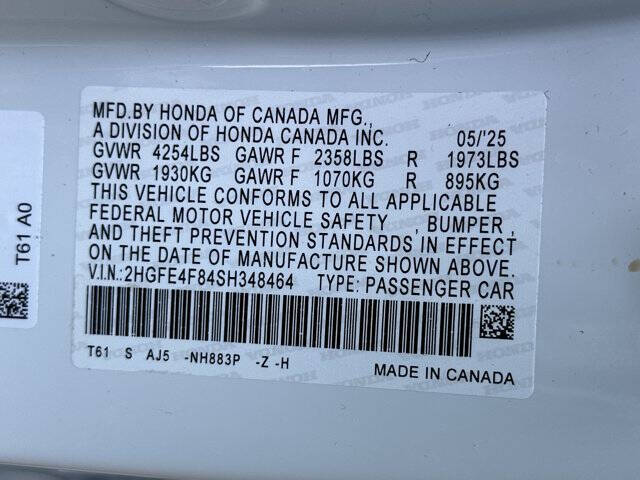 MFD.BY HONDA OF CANADA MFG.,
A DIVISION OF HONDA CANADA INC. 05/'25
GVWR 4254LBS GAWR F 2358LBS R 1973LBS
GVWR 1930KG GAWR F 1070KG R 895KG
THIS VEHICLE CONFORMS TO ALL APPLICABLE
FEDERAL MOTOR VEHICLE SAFETY , BUMPER ,
AND THEFT PREVENTION STANDARDS IN EFFECT
ON THE DATE OF MANUFACTURE SHOWN ABOVE.
V.I.N:2HGFE4F84SH348464 TYPE: PASSENGER CAR
T61 S AJ5 -NH883P -Z -H
MADE IN CANADA
T61 A0